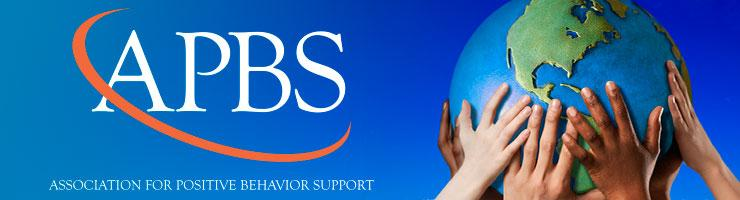 APBS
ASSOCIATION FOR POSITIVE BEHAVIOR SUPPORT